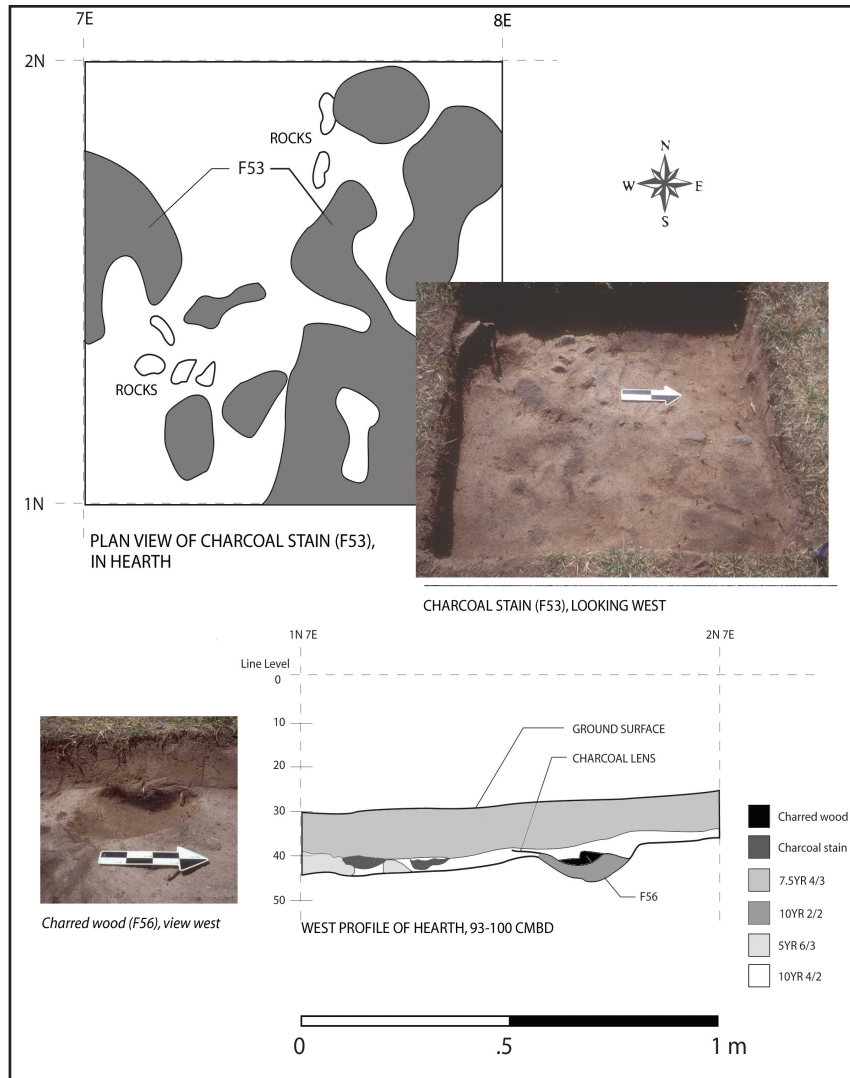 7E
8E
2N
ROCKS
F53
N
W
E
S
ROCKS
1N
PLAN VIEW OF CHARCOAL STAIN (F53),
IN HEARTH
CHARCOAL STAIN (F53), LOOKING WEST
1N 7E
2N 7E
Line Level
0
10
20
30
40
50
GROUND SURFACE
CHARCOAL LENS
F56
Charred wood
Charcoal stain
7.5YR 4/3
10YR 2/2
5YR 6/3
10YR 4/2
Charred wood (F56), view west
WEST PROFILE OF HEARTH, 93-100 CMBD
0
.5
1 m